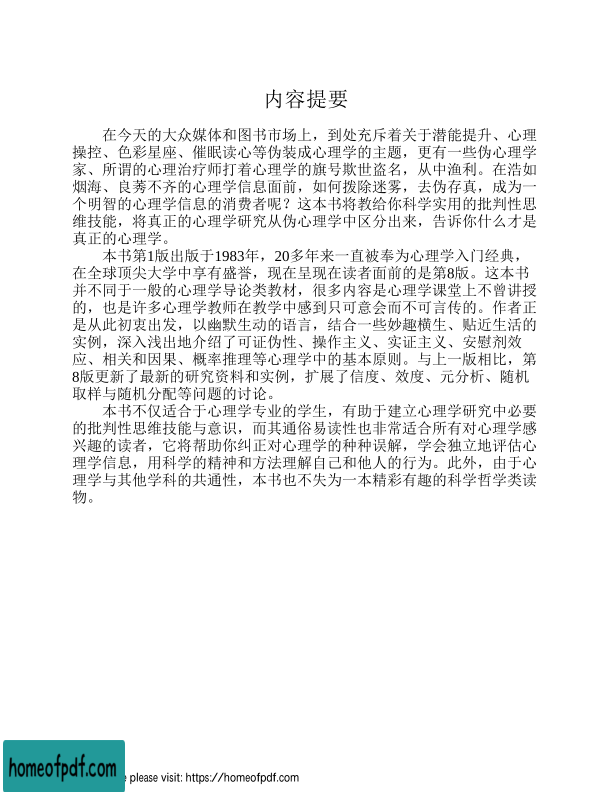 内容提要
在今天的大众媒体和图书市场上，到处充斥着关于潜能提升、心理
操控、色彩星座、催眠读心等伪装成心理学的主题，更有一些伪心理学
家、所谓的心理治疗师打着心理学的旗号欺世盗名，从中渔利。在浩如
烟海、良莠不齐的心理学信息面前，如何拨除迷雾，去伪存真，成为一
个明智的心理学信息的消费者呢？这本书将教给你科学实用的批判性思
维技能，将真正的心理学研究从伪心理学中区分出来，告诉你什么才是
真正的心理学。
本书第1版出版于1983年，20多年来一直被奉为心理学入门经典，
在全球顶尖大学中享有盛誉，现在呈现在读者面前的是第8版。这本书
并不同于一般的心理学导论类教材，很多内容是心理学课堂上不曾讲授
的，也是许多心理学教师在教学中感到只可意会而不可言传的。作者正
是从此初衷出发，以幽默生动的语言，结合一些妙趣横生、贴近生活的
实例，深入浅出地介绍了可证伪性、操作主义、实证主义、安慰剂效
应、相关和因果、概率推理等心理学中的基本原则。与上一版相比，第
8版更新了最新的研究资料和实例，扩展了信度、效度、元分析、随机
取样与随机分配等问题的讨论。
本书不仅适合于心理学专业的学生，有助于建立心理学研究中必要
的批判性思维技能与意识，而其通俗易读性也非常适合所有对心理学感
兴趣的读者，它将帮助你纠正对心理学的种种误解，学会独立地评估心
理学信息，用科学的精神和方法理解自己和他人的行为。此外，由于心
理学与其他学科的共通性，本书也不失为一本精彩有趣的科学哲学类读
物。
homeofpdf.com
please visit: https://homeofpdf.com